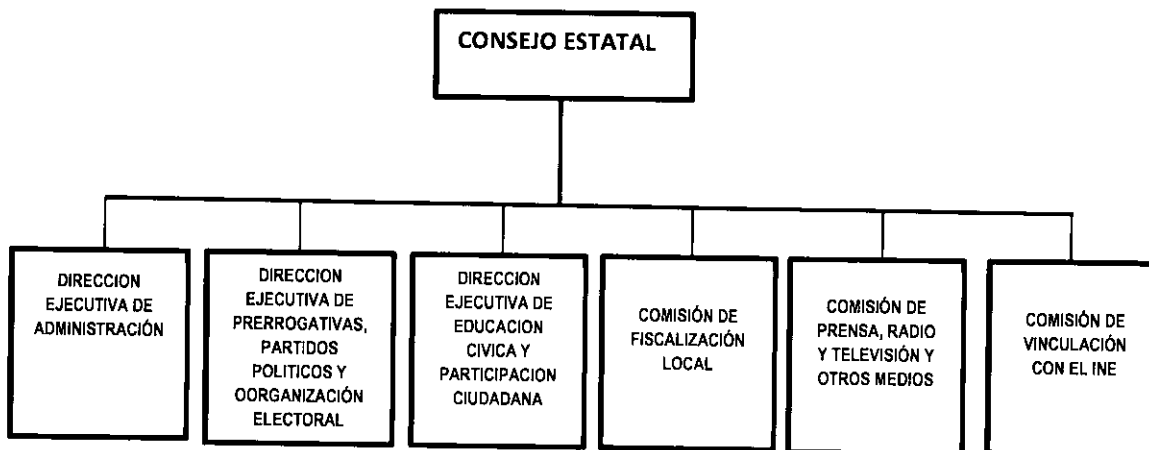 CONSEJO ESTATAL
DIRECCION
EJECUTIVA DE
ADMINISTRACIÓN
DIRECCION
EJECUTIVA DE
PRERROGATIVAS,
PARTIDOS
POLITICOS Y
OORGANIZACIÓN
ELECTORAL
DIRECCION
EJECUTIVA DE
EDUCACION
CIVICA Y
PARTICIPACION
CIUDADANA
COMISIÓN DE
FISCALIZACIÓN
LOCAL
COMISIÓN DE
PRENSA, RADIO
Y TELEVISIÓN Y
OTROS MEDIOS
COMISIÓN DE
VINCULACIÓN
CON EL INE